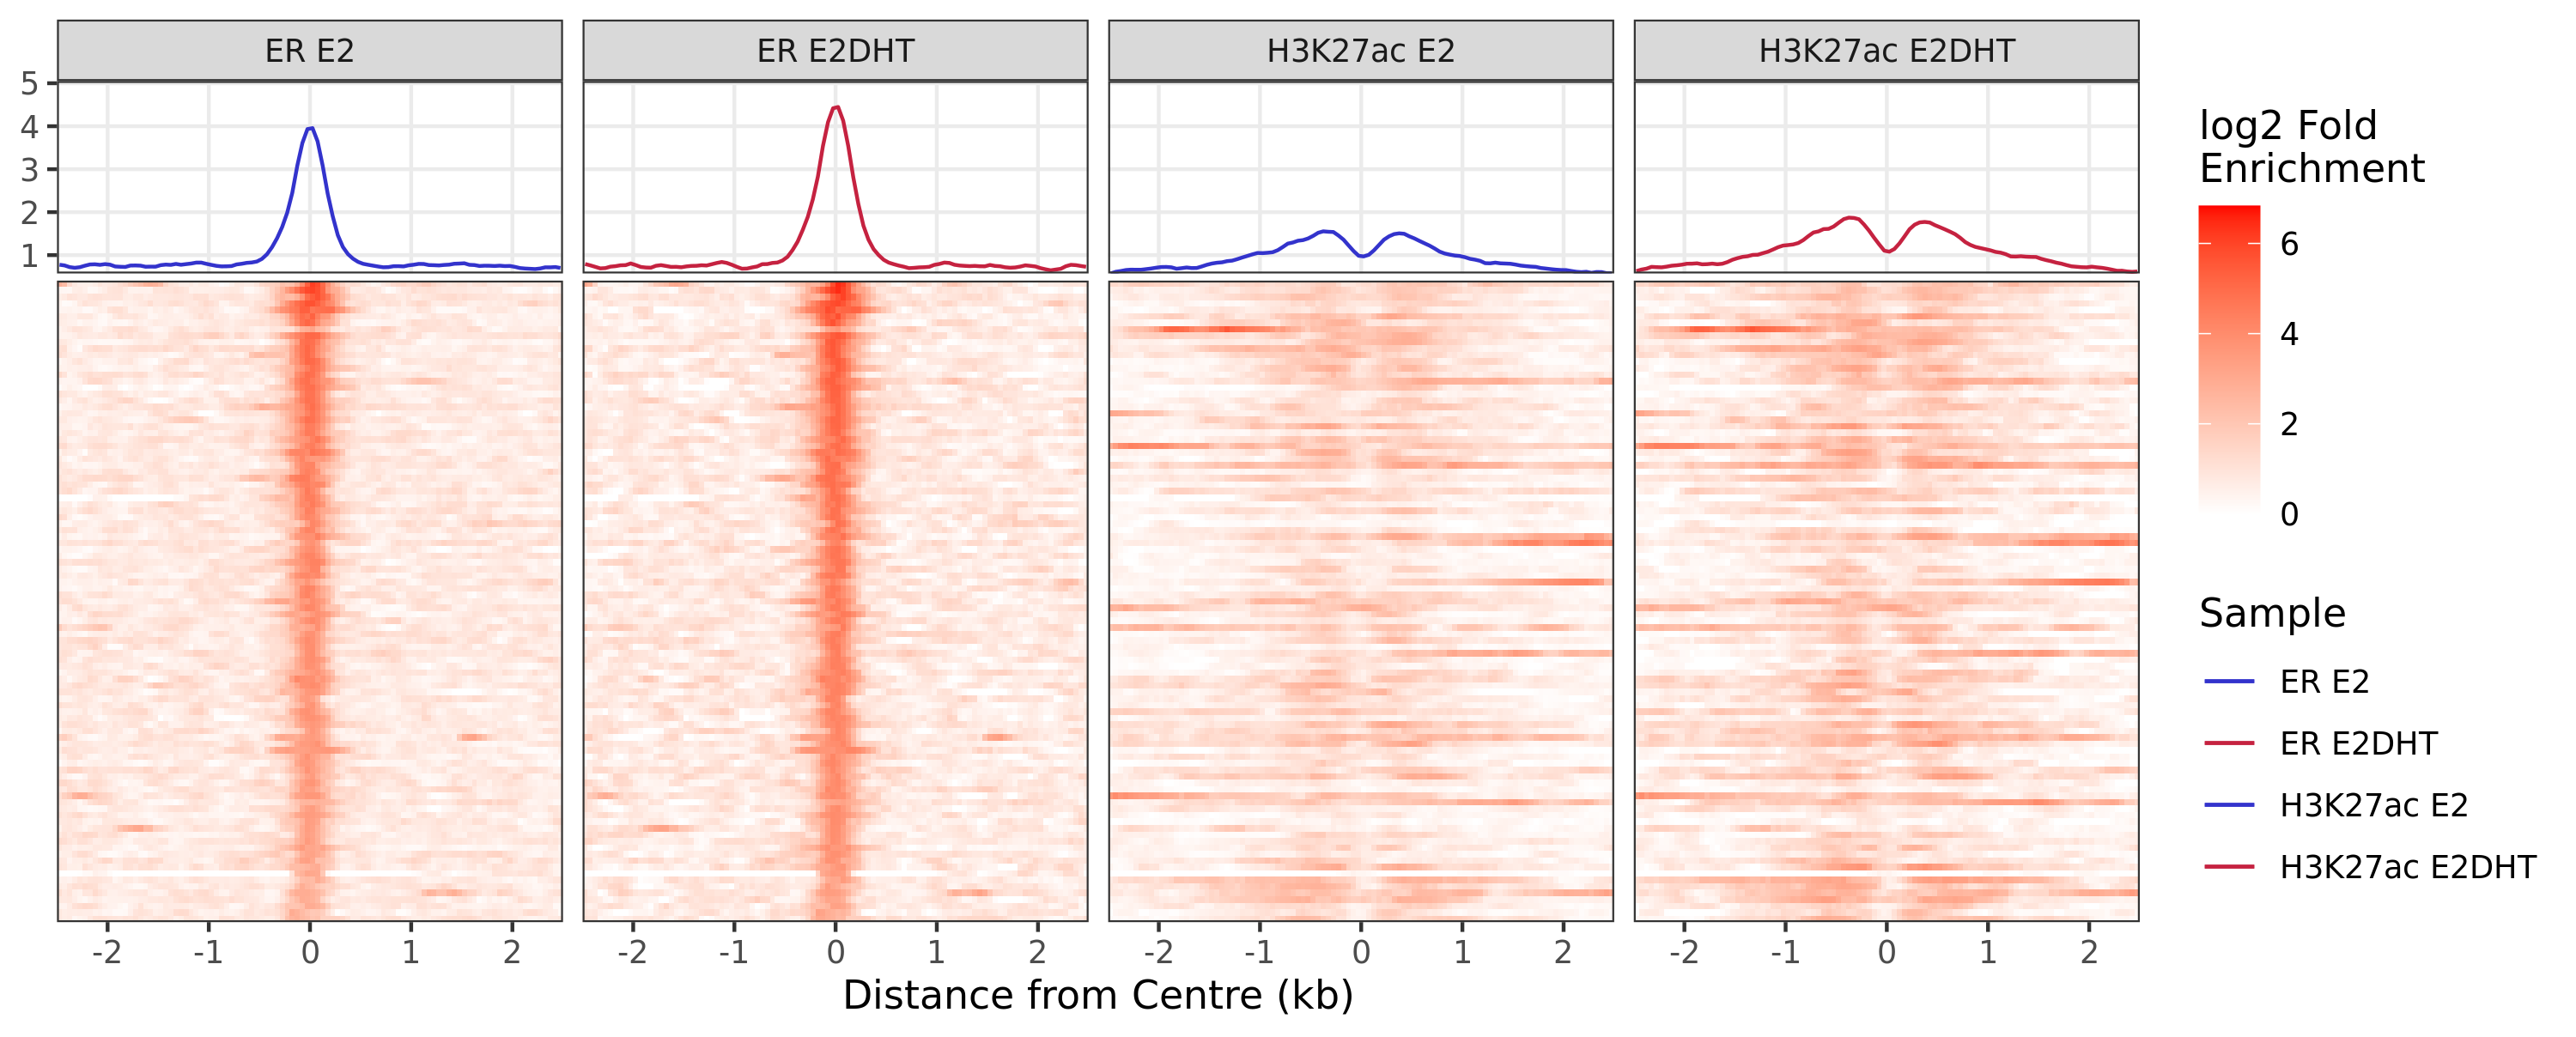 ER E2
ER E2DHT
H3K27ac E2
H3K27ac E2DHT
5
4
3
2
1
-2 -1 0 1 2
-2 -1 0 1 2
-2 -1 0 1 2
-2 -1 0 1 2
Distance from Centre (kb)
log2 Fold
Enrichment
6
4
2
0
Sample
ER E2
ER E2DHT
H3K27ac E2
H3K27ac E2DHT